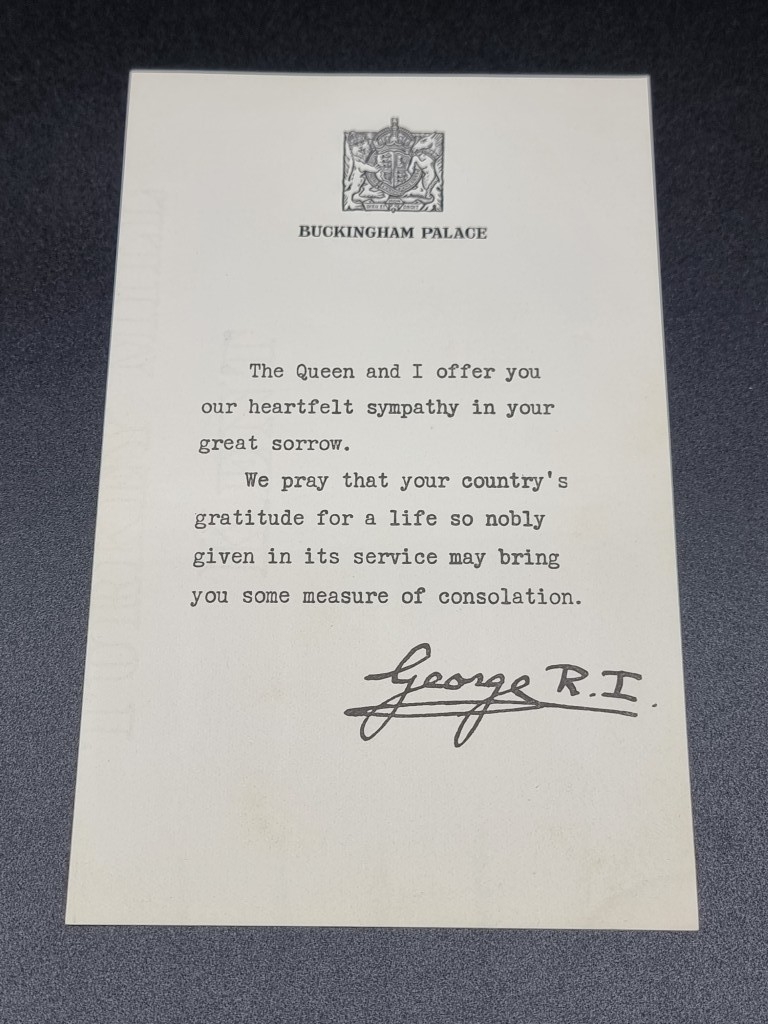 BUCKINGHAM PALACE
The Queen and I offer you
our heartfelt sympathy in your
great sorrow.
We pray that your country's
gratitude for a life so nobly
given in its service may bring
you some measure of consolation.
George R.I.